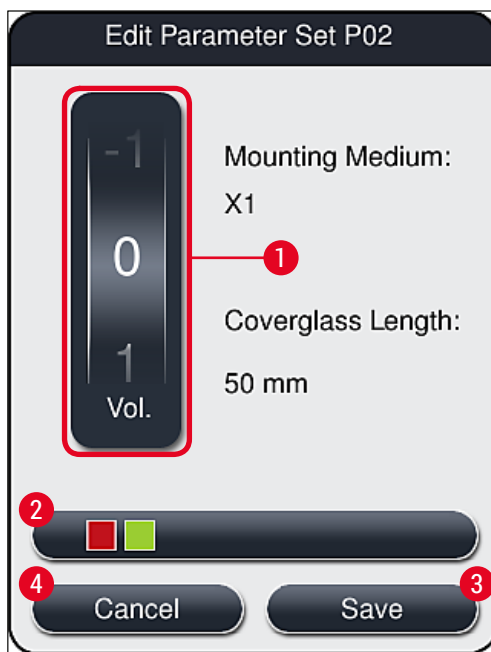 Edit Parameter Set P02
-1
0
1
Vol.
Mounting Medium:
X1
Coverglass Length:
50 mm
1
2
4
Cancel
Save
3